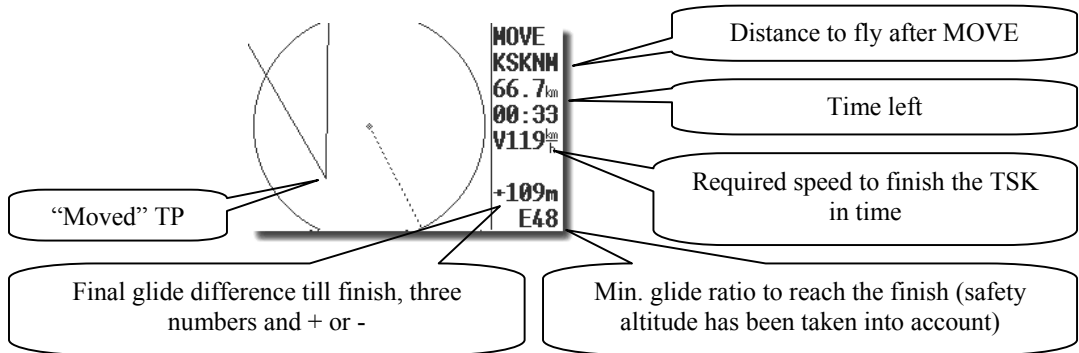 MOVE
KSKNM
66.7km
00:33
V119km/h
+109m
E48
Distance to fly after MOVE
Time left
Required speed to finish the TSK
in time
“Moved” TP
Final glide difference till finish, three
numbers and + or -
Min. glide ratio to reach the finish (safety
altitude has been taken into account)